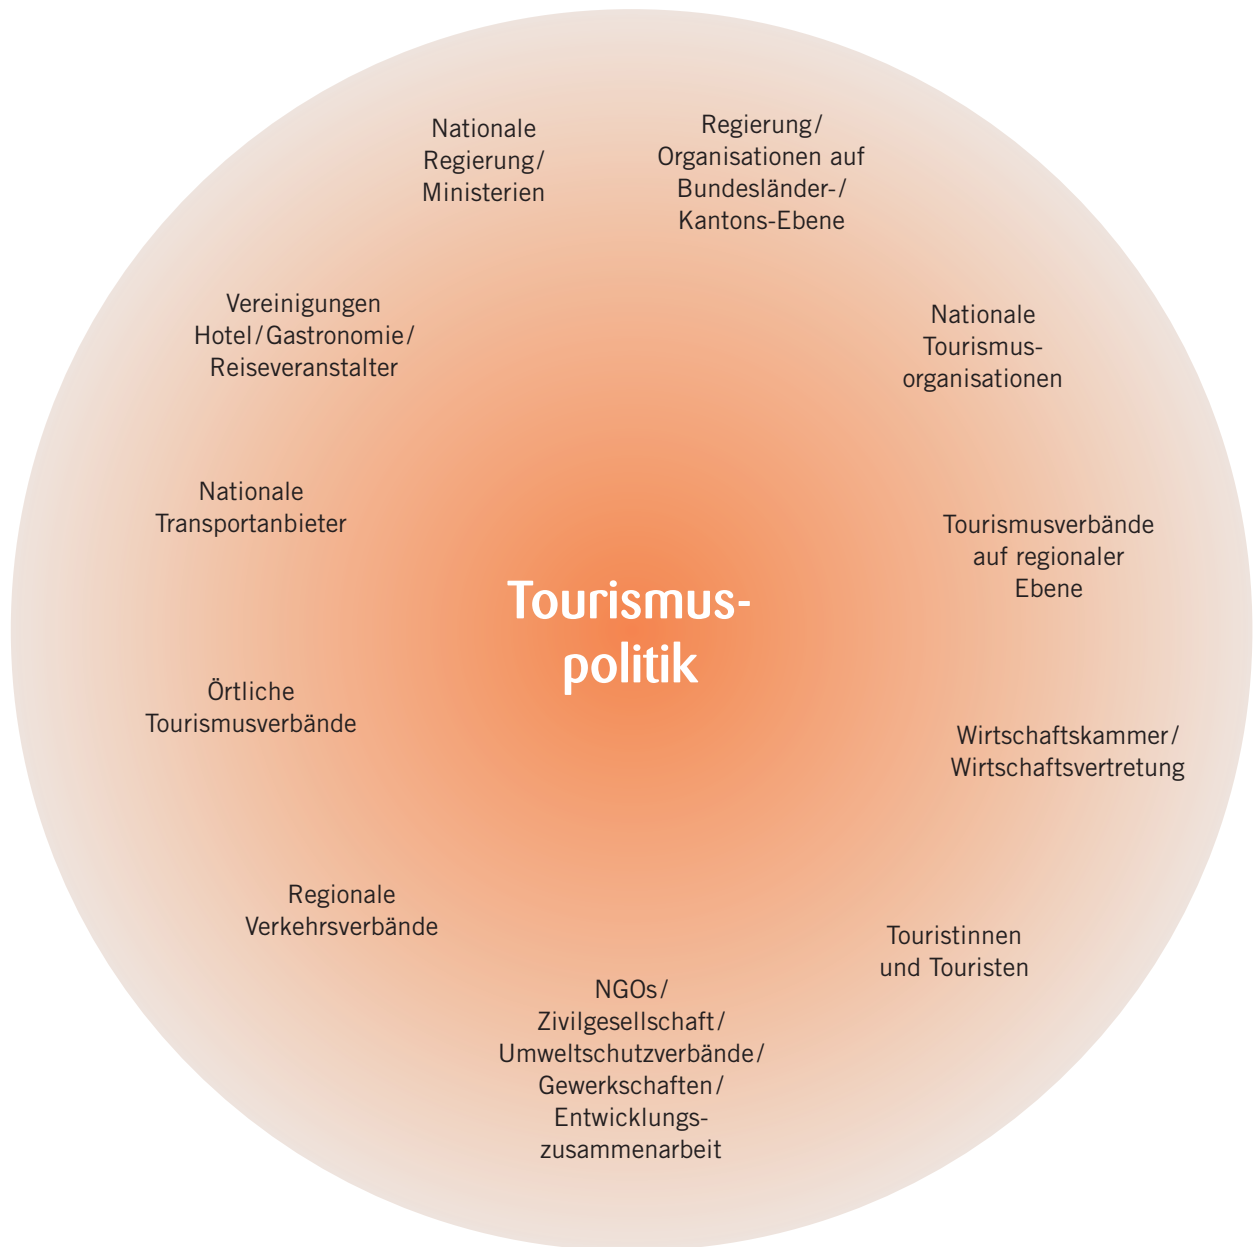 Nationale
Regierung/
Ministerien
Regierung/
Organisationen auf
Bundesländer-/
Kantons-Ebene
Vereinigungen
Hotel/Gastronomie/
Reiseveranstalter
Nationale
Tourismus-
organisationen
Nationale
Transportanbieter
Tourismusverbände
auf regionaler
Ebene
Tourismus-
politik
Örtliche
Tourismusverbände
Wirtschaftskammer/
Wirtschaftsvertretung
Regionale
Verkehrsverbände
Touristinnen
und Touristen
NGOs/
Zivilgesellschaft/
Umweltschutzverbände/
Gewerkschaften/
Entwicklungs-
zusammenarbeit